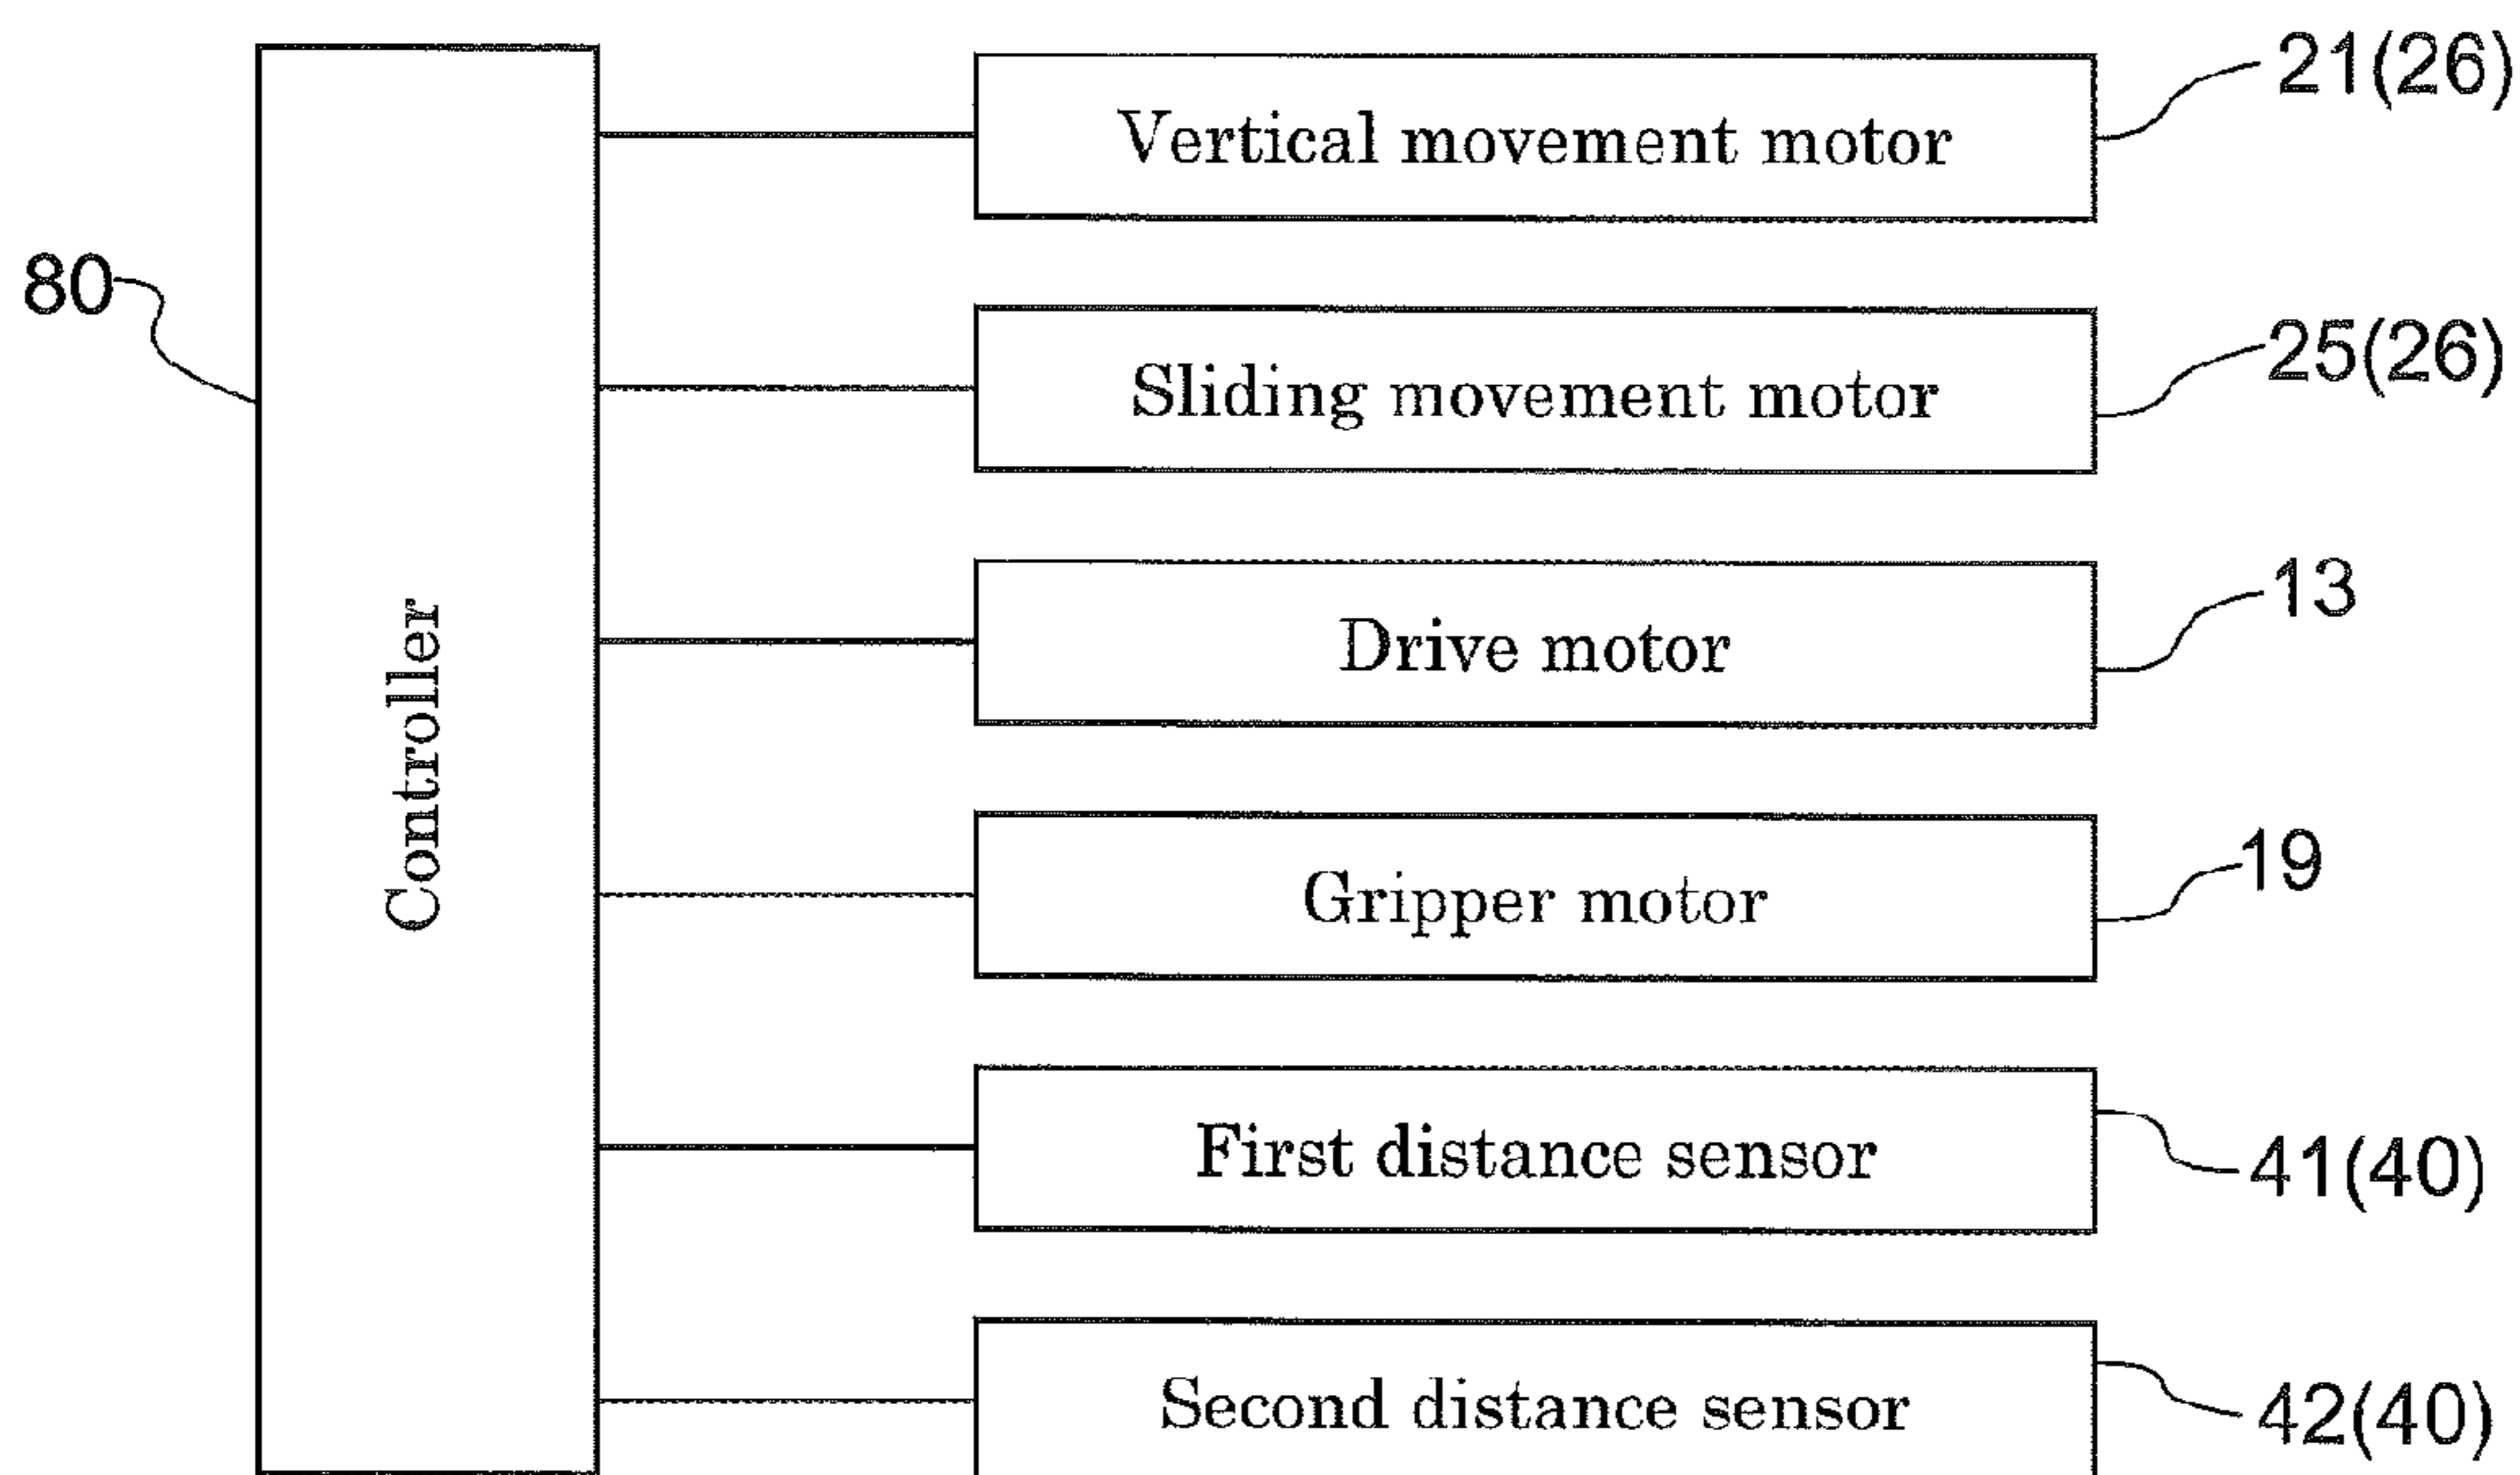 Vertical movement motor
21(26)
80
Sliding movement motor
25(26)
Controller
Drive motor
13
Gripper motor
19
First distance sensor
41(40)
Second distance sensor
42(40)